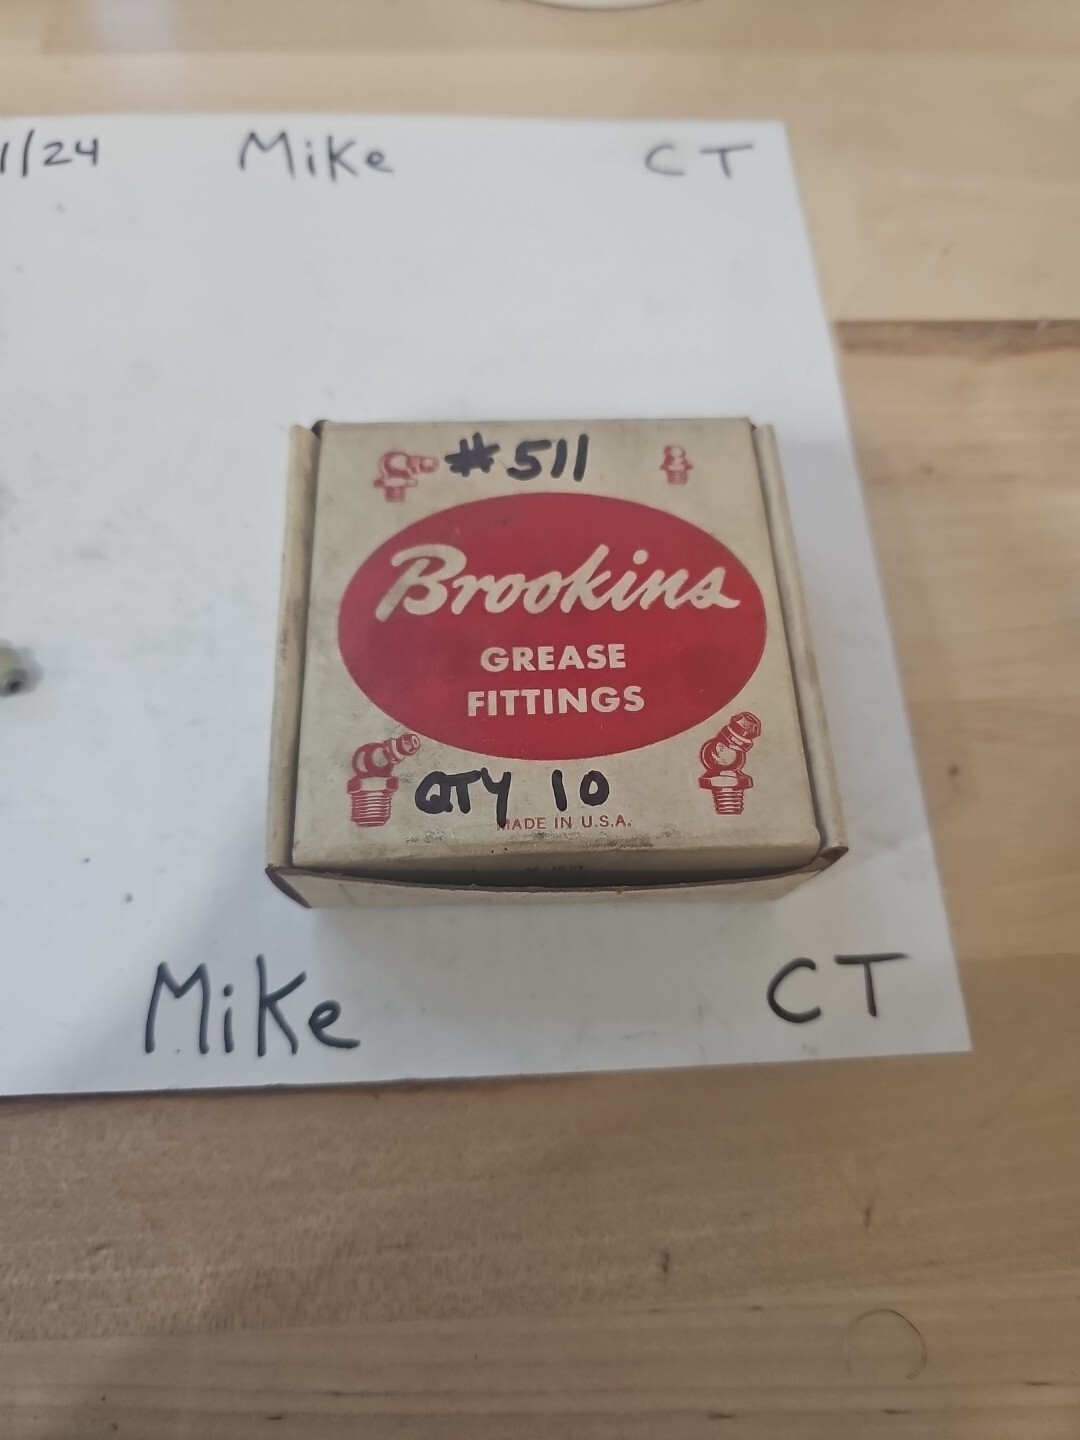 1/24 Mike CT
#511
Brookins
GREASE
FITTINGS
QTY 10
MADE IN U.S.A.
Mike CT